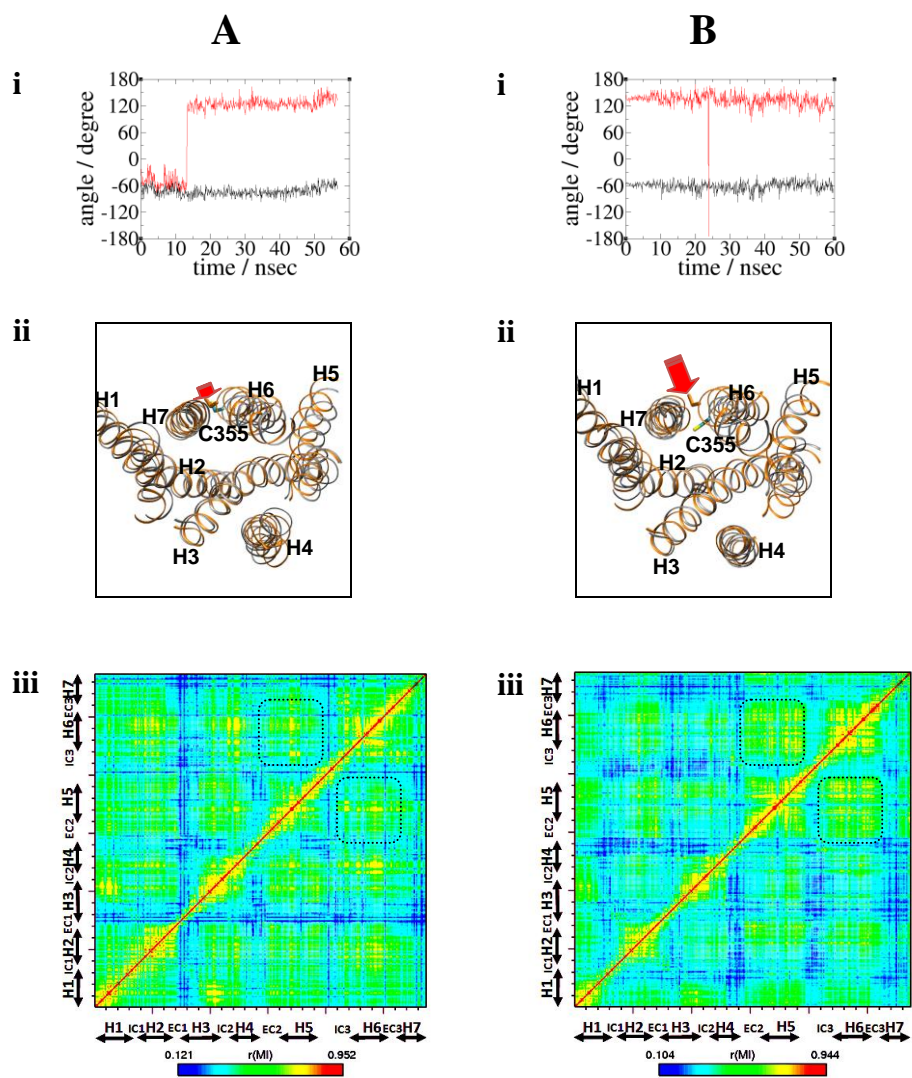 A
B
i
180
120
60
0
-60
-120
-180
angle / degree
0 10 20 30 40 50 60
time / nsec
i
180
120
60
0
-60
-120
-180
angle / degree
0 10 20 30 40 50 60
time / nsec
ii
H1
H7
H6
H5
C355
H2
H3
H4
ii
H1
H7
H6
H5
C355
H2
H3
H4
iii
H7
EC3
H6
IC3
H5
EC2
H4
IC2
H3
EC1
H2
IC1
H1
H1 IC1 H2 EC1 H3 IC2 H4 EC2 H5 IC3 H6 EC3 H7
0.121 r(MI) 0.952
iii
H7
EC3
H6
IC3
H5
EC2
H4
IC2
H3
EC1
H2
IC1
H1
H1 IC1 H2 EC1 H3 IC2 H4 EC2 H5 IC3 H6 EC3 H7
0.104 r(MI) 0.944